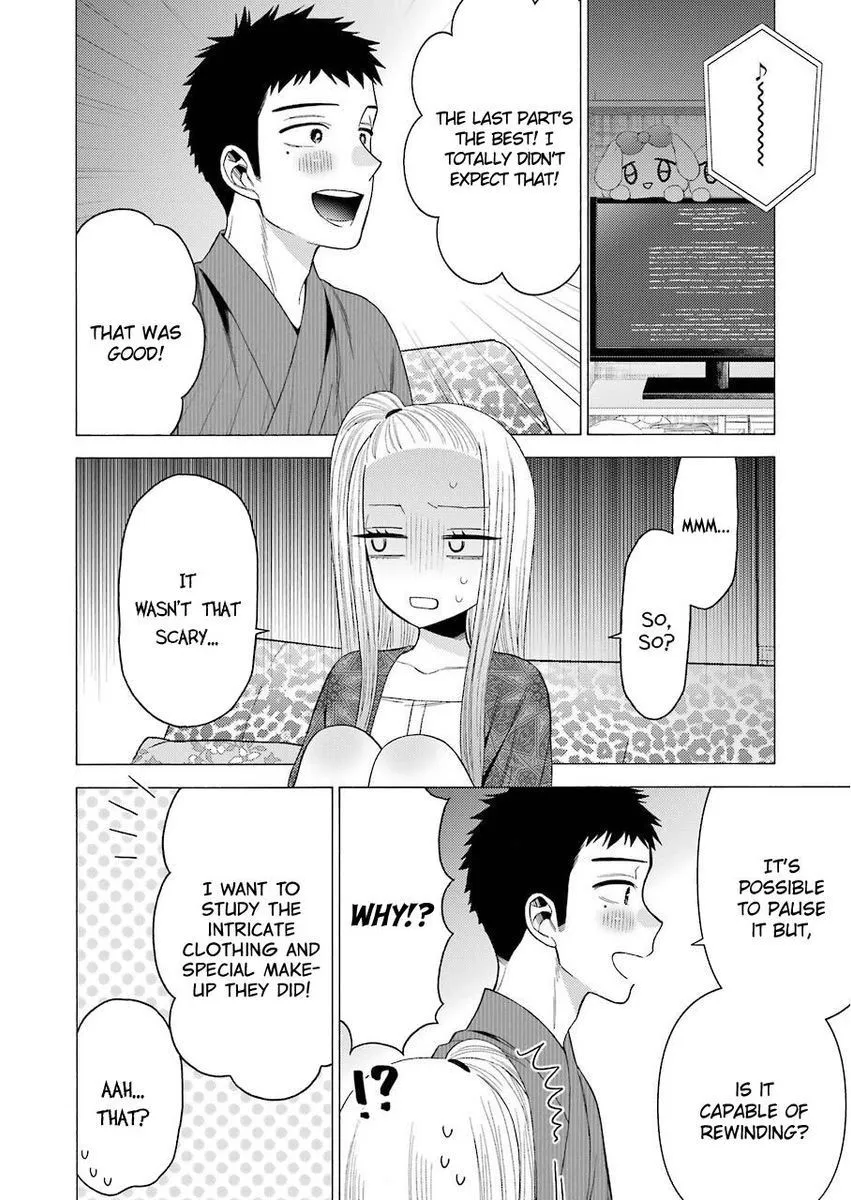 THE LAST PART'S
THE BEST! I
TOTALLY DIDN'T
EXPECT THAT!
THAT WAS
GOOD!
MMM...
SO,
SO?
IT
WASN'T THAT
SCARY...
IT'S
POSSIBLE
TO PAUSE
IT BUT,
IS IT
CAPABLE OF
REWINDING?
WHY!?
!?
I WANT TO
STUDY THE
INTRICATE
CLOTHING AND
SPECIAL MAKE-
UP THEY DID!
AAH...
THAT?